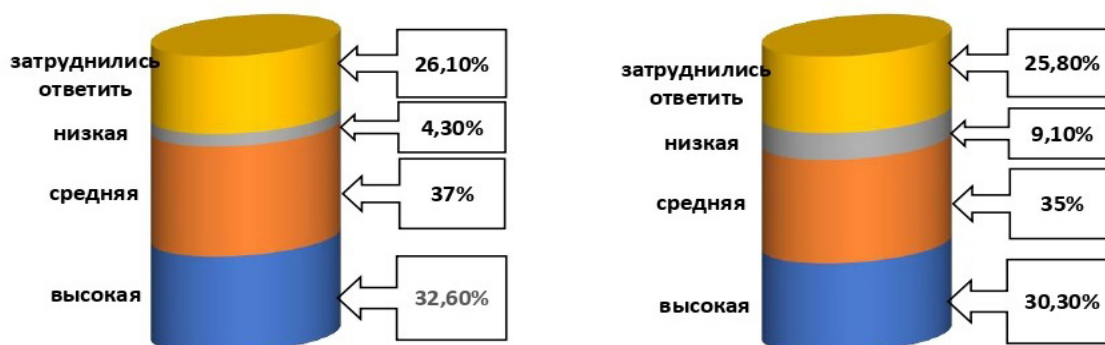 затруднились
ответить
26,10%
низкая
4,30%
средняя
37%
высокая
32,60%
затруднились
ответить
25,80%
низкая
9,10%
средняя
35%
высокая
30,30%